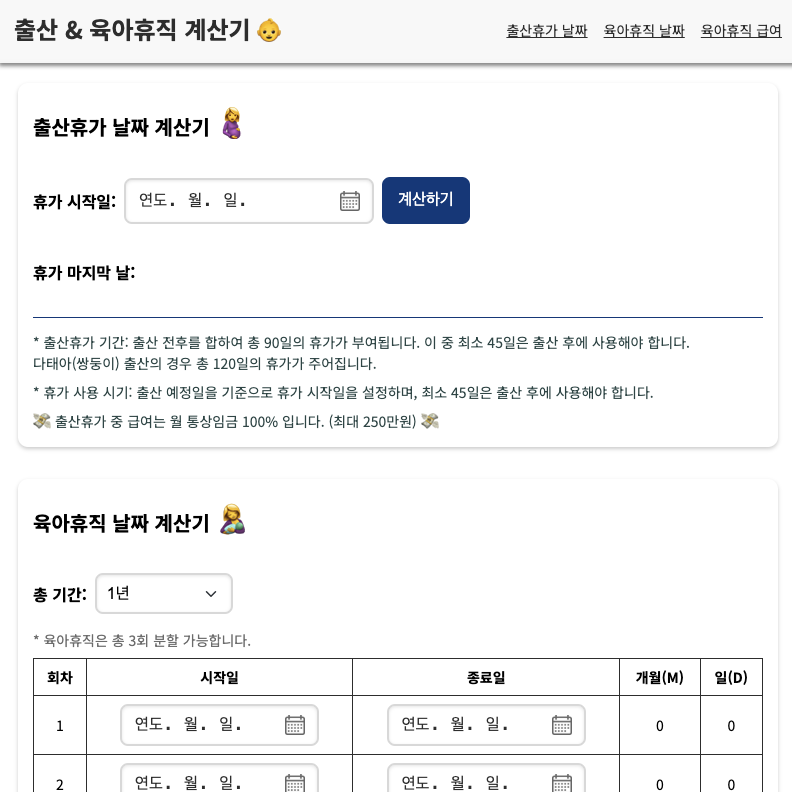 출산 & 육아휴직 계산기 👶
출산휴가 날짜 육아휴직 날짜 육아휴직 급여
출산휴가 날짜 계산기 🤰
휴가 시작일: 연도. 월. 일. 계산하기
휴가 마지막 날:
* 출산휴가 기간: 출산 전후를 합하여 총 90일의 휴가가 부여됩니다. 이 중 최소 45일은 출산 후에 사용해야 합니다.
다태아(쌍둥이) 출산의 경우 총 120일의 휴가가 주어집니다.
* 휴가 사용 시기: 출산 예정일을 기준으로 휴가 시작일을 설정하며, 최소 45일은 출산 후에 사용해야 합니다.
💸 출산휴가 중 급여는 월 통상임금 100% 입니다. (최대 250만원) 💸
육아휴직 날짜 계산기 🤱
총 기간: 1년
* 육아휴직은 총 3회 분할 가능합니다.
회차 시작일 종료일 개월(M) 일(D)
1 연도. 월. 일. 연도. 월. 일. 0 0
2 연도. 월. 일. 연도. 월. 일. 0 0